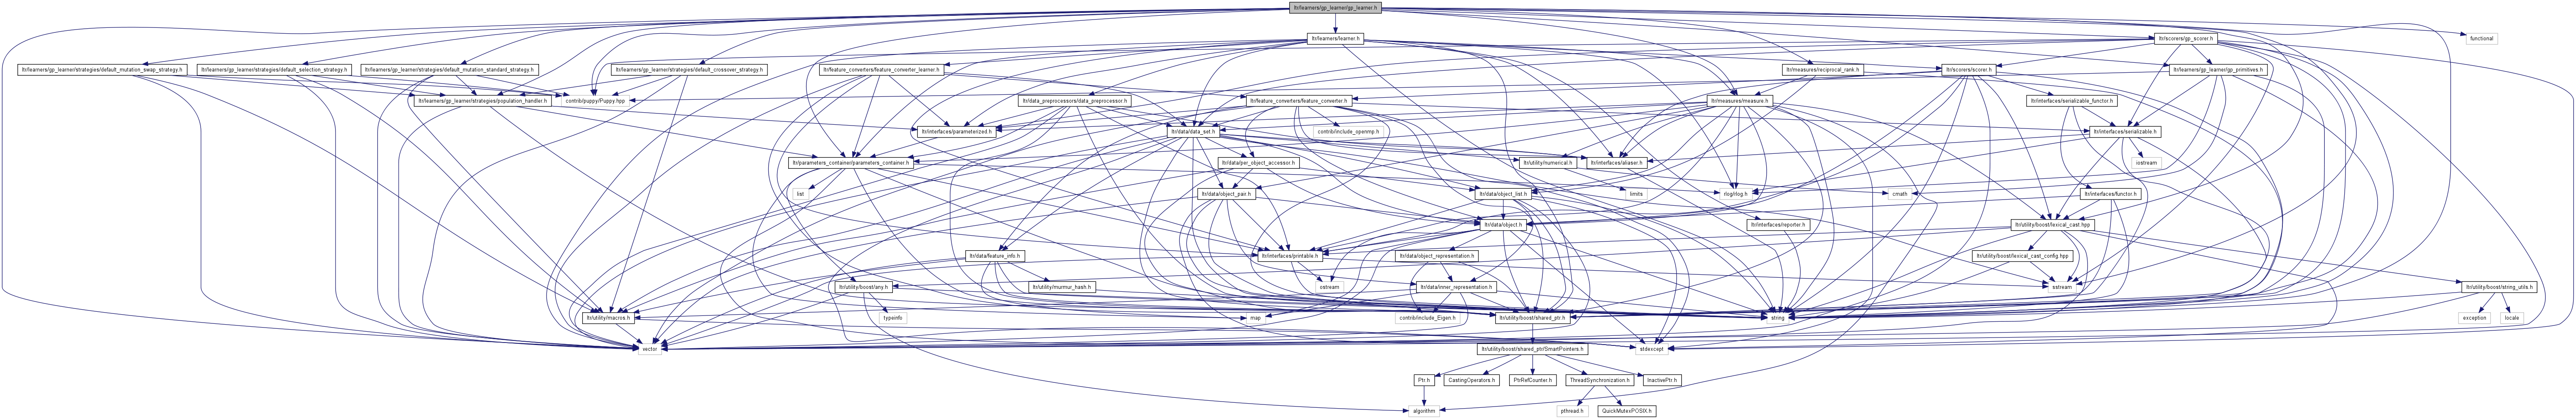 ltr/learners/gp_learner/gp_learner.h
ltr/learners/learner.h
ltr/scorers/gp_scorer.h
functional
ltr/learners/gp_learner/strategies/default_mutation_swap_strategy.h
ltr/learners/gp_learner/strategies/default_selection_strategy.h
ltr/learners/gp_learner/strategies/default_mutation_standard_strategy.h
ltr/learners/gp_learner/strategies/default_crossover_strategy.h
ltr/feature_converters/feature_converter_learner.h
ltr/measures/reciprocal_rank.h
ltr/scorers/scorer.h
ltr/learners/gp_learner/gp_primitives.h
ltr/learners/gp_learner/strategies/population_handler.h
contrib/puppy/Puppy.hpp
ltr/data_preprocessors/data_preprocessor.h
ltr/feature_converters/feature_converter.h
ltr/measures/measure.h
ltr/interfaces/serializable_functor.h
ltr/interfaces/parameterized.h
ltr/data/data_set.h
contrib/include_openmp.h
ltr/interfaces/serializable.h
ltr/parameters_container/parameters_container.h
ltr/data/per_object_accessor.h
ltr/utility/numerical.h
ltr/interfaces/aliaser.h
iostream
list
ltr/data/object_pair.h
ltr/data/object_list.h
limits
rlog/rlog.h
cmath
ltr/interfaces/functor.h
ltr/data/object.h
ltr/interfaces/reporter.h
ltr/utility/boost/lexical_cast.hpp
ltr/data/feature_info.h
ltr/interfaces/printable.h
ltr/data/object_representation.h
ltr/utility/boost/lexical_cast_config.hpp
ltr/utility/boost/any.h
ltr/utility/murmur_hash.h
ostream
ltr/data/inner_representation.h
sstream
ltr/utility/boost/string_utils.h
ltr/utility/macros.h
typeinfo
map
contrib/include_Eigen.h
ltr/utility/boost/shared_ptr.h
string
exception
locale
vector
ltr/utility/boost/shared_ptr/SmartPointers.h
stdexcept
Ptr.h
CastingOperators.h
PtrRefCounter.h
ThreadSynchronization.h
InactivePtr.h
algorithm
pthread.h
QuickMutexPOSIX.h